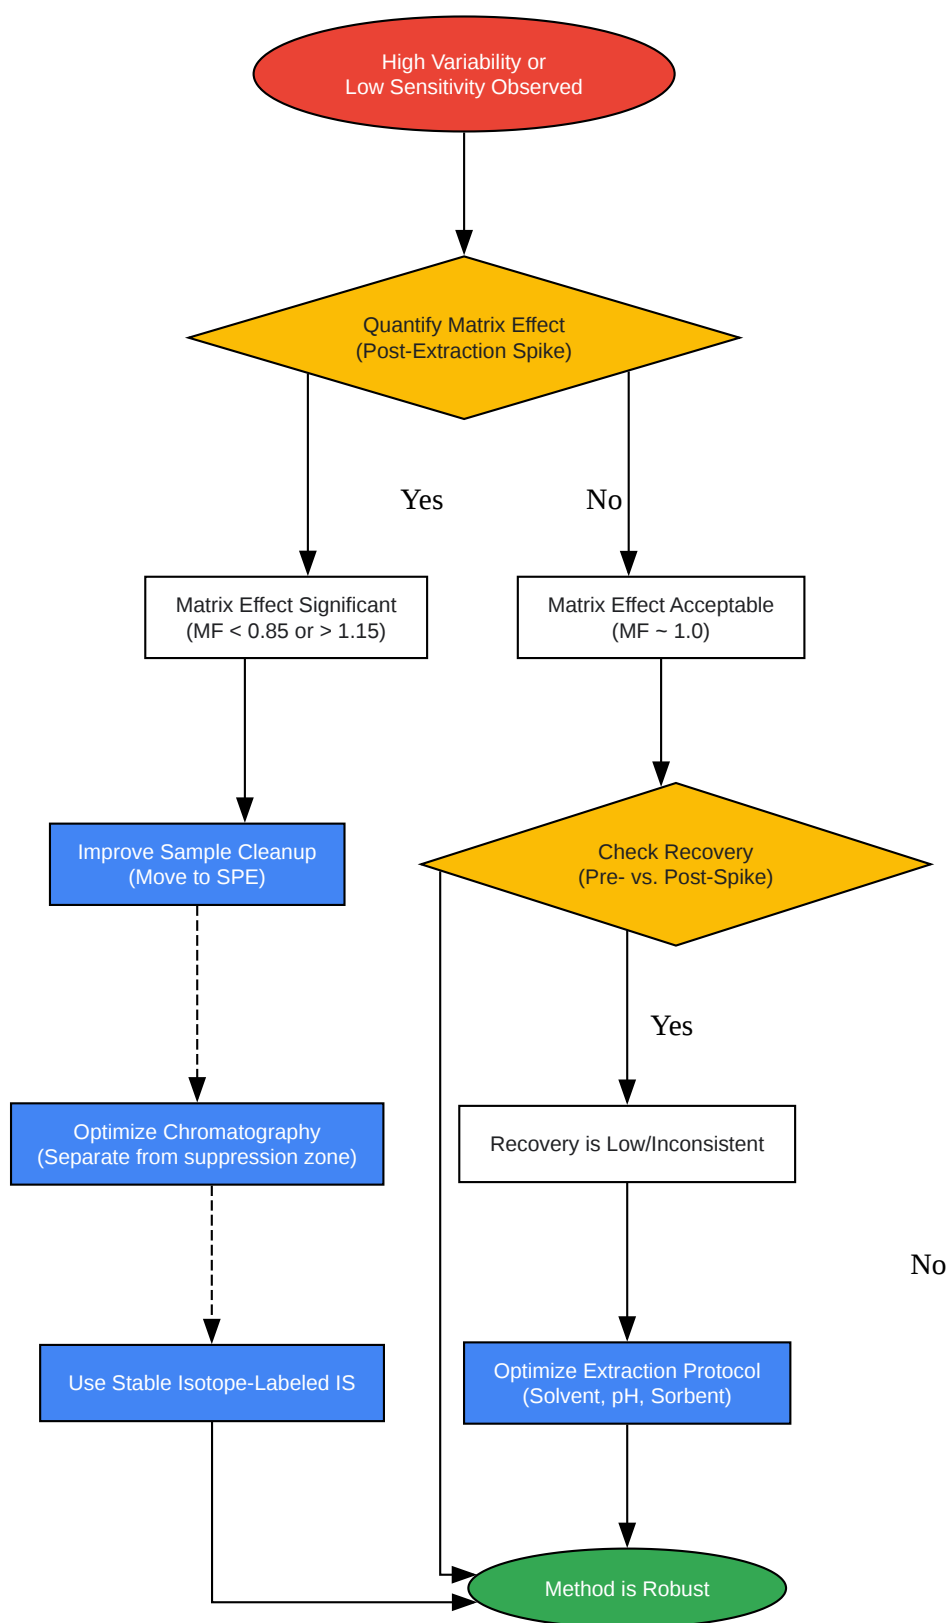 High Variability or
Low Sensitivity Observed
Quantify Matrix Effect
(Post-Extraction Spike)
Yes
No
Matrix Effect Significant
(MF < 0.85 or > 1.15)
Matrix Effect Acceptable
(MF ~ 1.0)
Improve Sample Cleanup
(Move to SPE)
Check Recovery
(Pre- vs. Post-Spike)
Yes
Optimize Chromatography
(Separate from suppression zone)
Recovery is Low/Inconsistent
No
Use Stable Isotope-Labeled IS
Optimize Extraction Protocol
(Solvent, pH, Sorbent)
Method is Robust